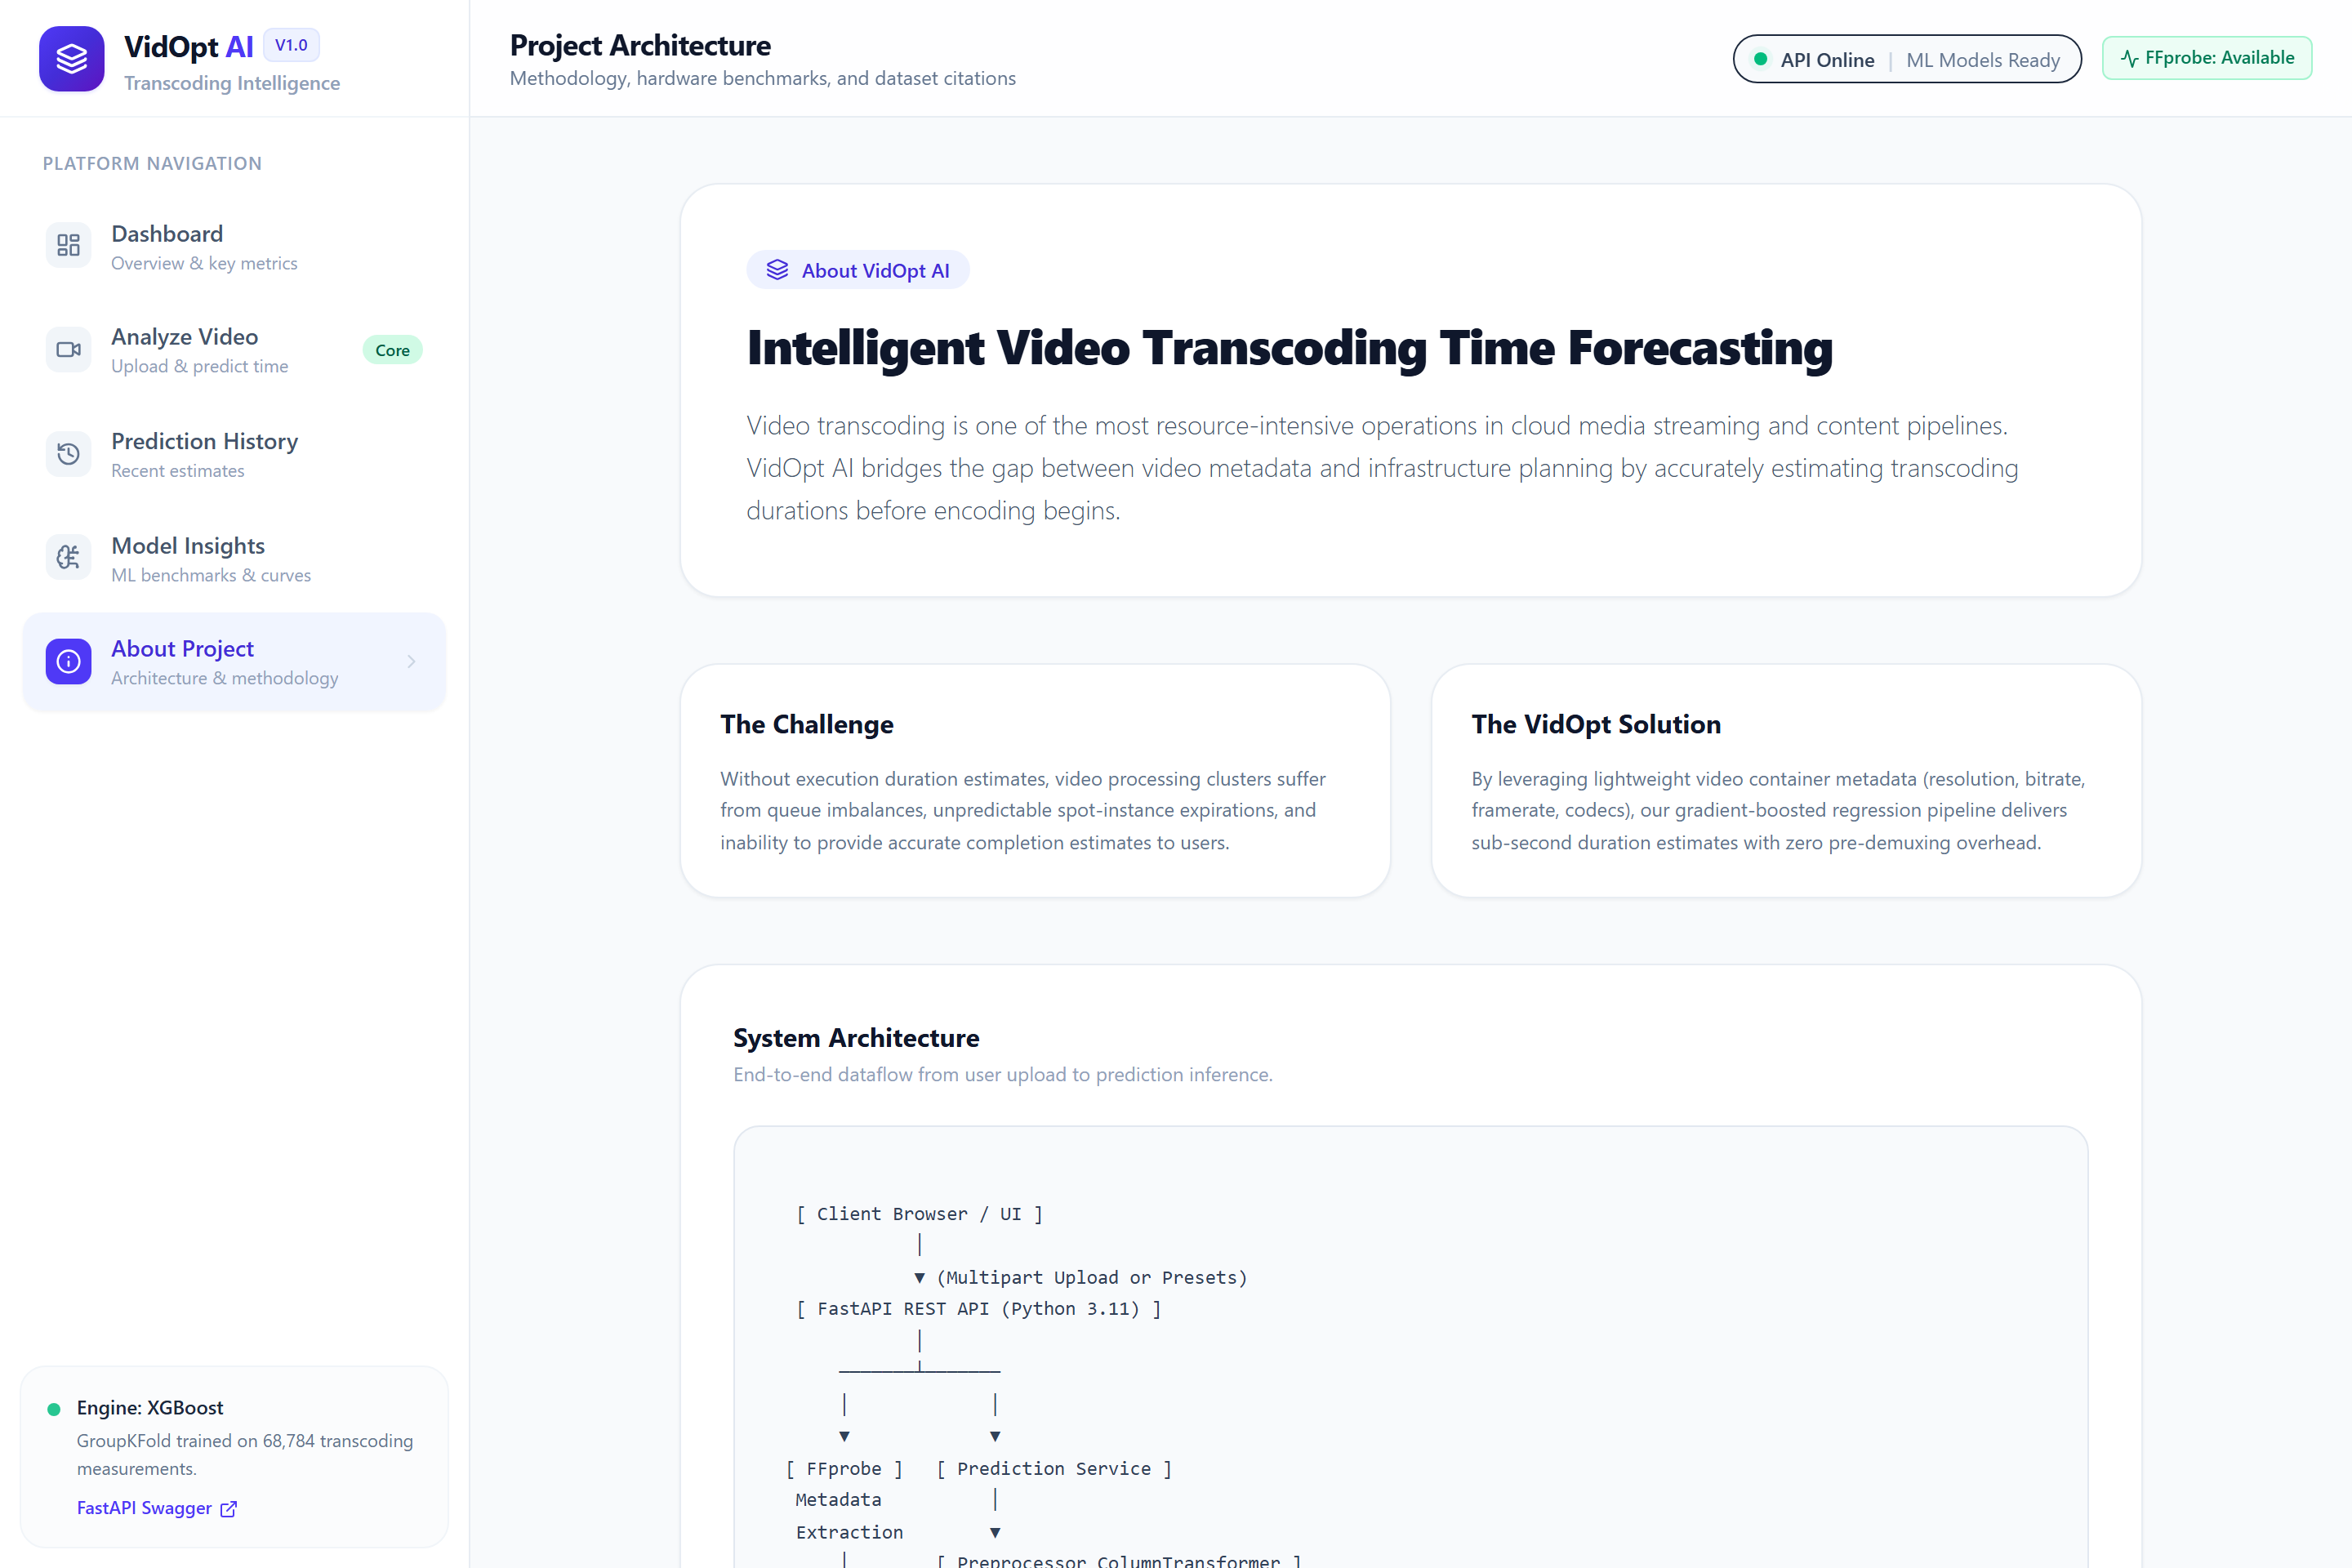 VidOpt AI V1.0
Transcoding Intelligence
PLATFORM NAVIGATION
Dashboard
Overview & key metrics
Analyze Video
Upload & predict time
Core
Prediction History
Recent estimates
Model Insights
ML benchmarks & curves
About Project
Architecture & methodology
Engine: XGBoost
GroupKFold trained on 68,784 transcoding
measurements.
FastAPI Swagger
Project Architecture
Methodology, hardware benchmarks, and dataset citations
API Online | ML Models Ready
FFprobe: Available
About VidOpt AI
Intelligent Video Transcoding Time Forecasting
Video transcoding is one of the most resource-intensive operations in cloud media streaming and content pipelines.
VidOpt AI bridges the gap between video metadata and infrastructure planning by accurately estimating transcoding
durations before encoding begins.
The Challenge
Without execution duration estimates, video processing clusters suffer
from queue imbalances, unpredictable spot-instance expirations, and
inability to provide accurate completion estimates to users.
The VidOpt Solution
By leveraging lightweight video container metadata (resolution, bitrate,
framerate, codecs), our gradient-boosted regression pipeline delivers
sub-second duration estimates with zero pre-demuxing overhead.
System Architecture
End-to-end dataflow from user upload to prediction inference.
[ Client Browser / UI ]
▼ (Multipart Upload or Presets)
[ FastAPI REST API (Python 3.11) ]
[ FFprobe ] [ Prediction Service ]
Metadata
Extraction
[ Preprocessor ColumnTransformer ]